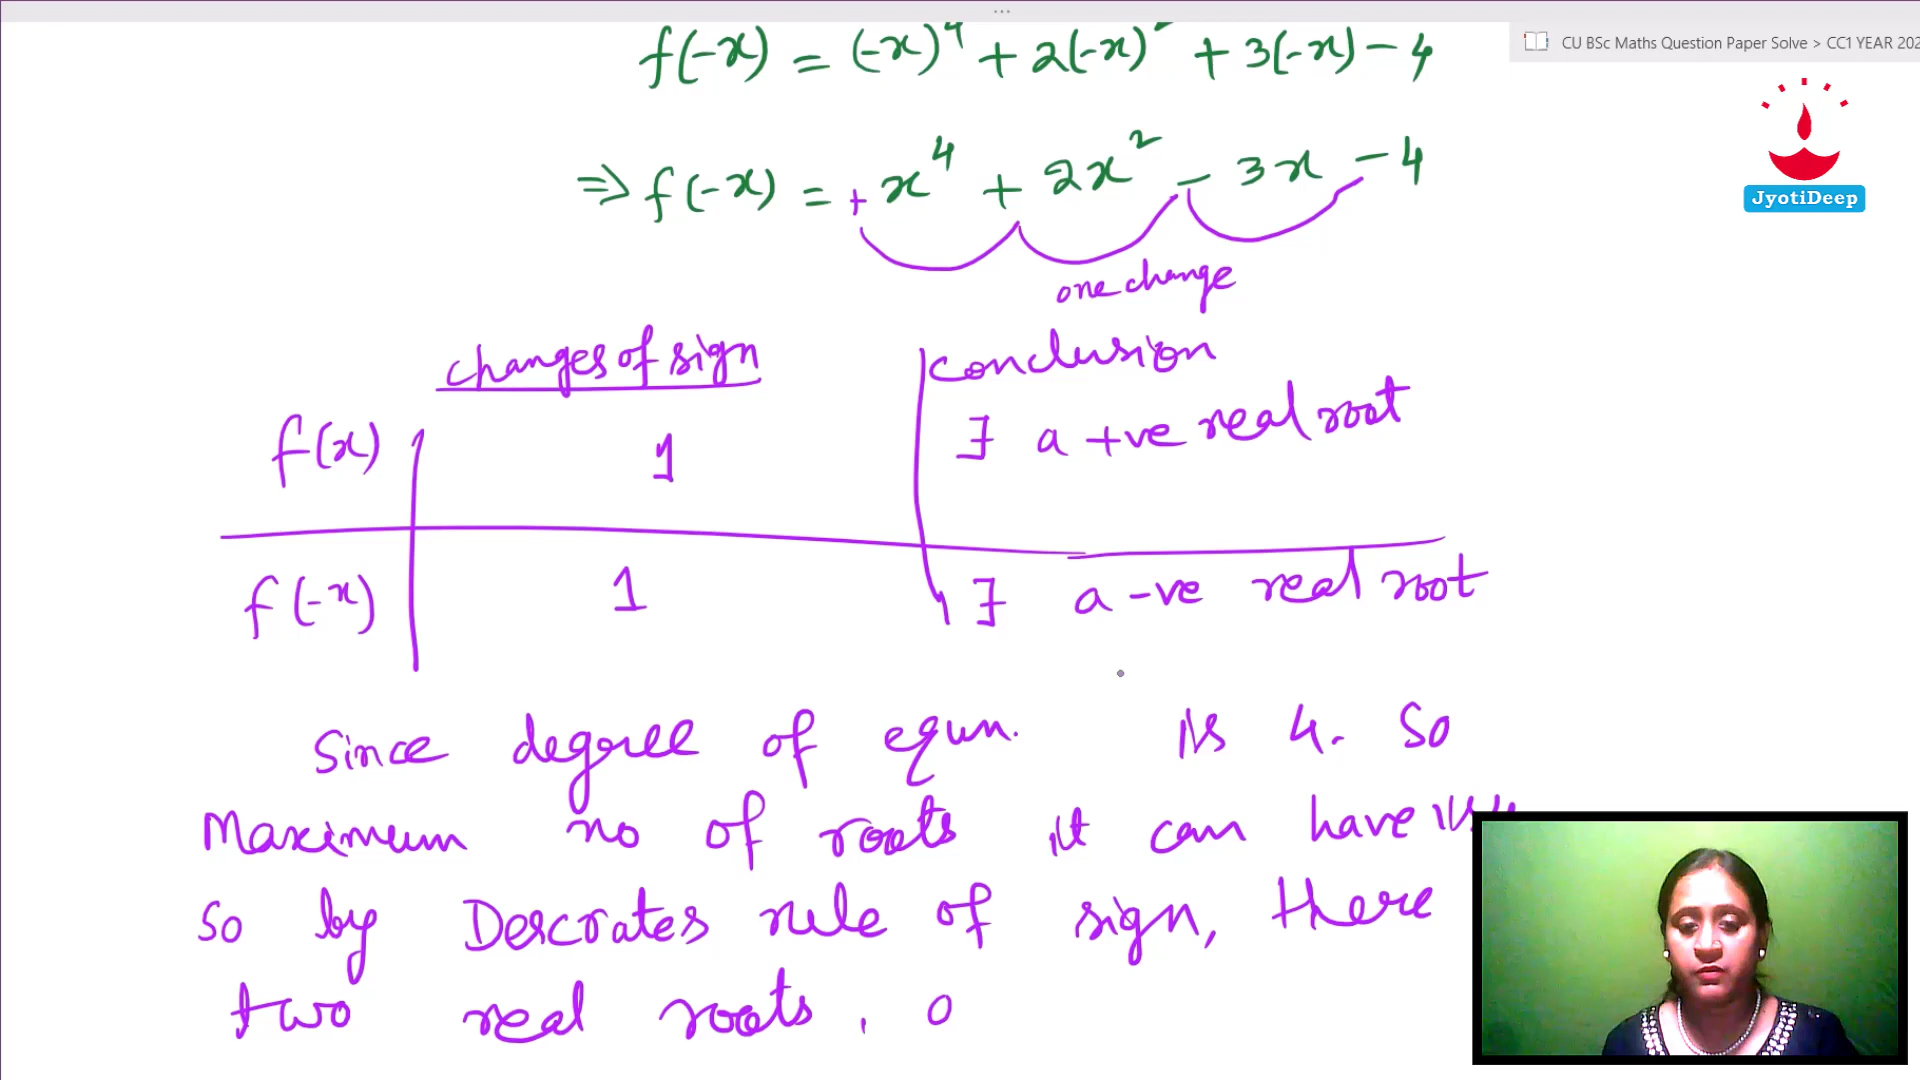 f(-x) = (-x)⁴ + 2(-x)² + 3(-x) - 4
CU BSc Maths Question Paper Solve > CC1 YEAR 202
⇒ f(-x) = + x⁴ + 2x² - 3x - 4
JyotiDeep
one change
changes of sign | conclusion
f(x) | 1 | ∃ a +ve real root
f(-x) | 1 | ∃ a -ve real root
Since degree of equn. is 4. So
Maximum no of roots it can have is
So by Descrates rule of sign, there
two real roots,